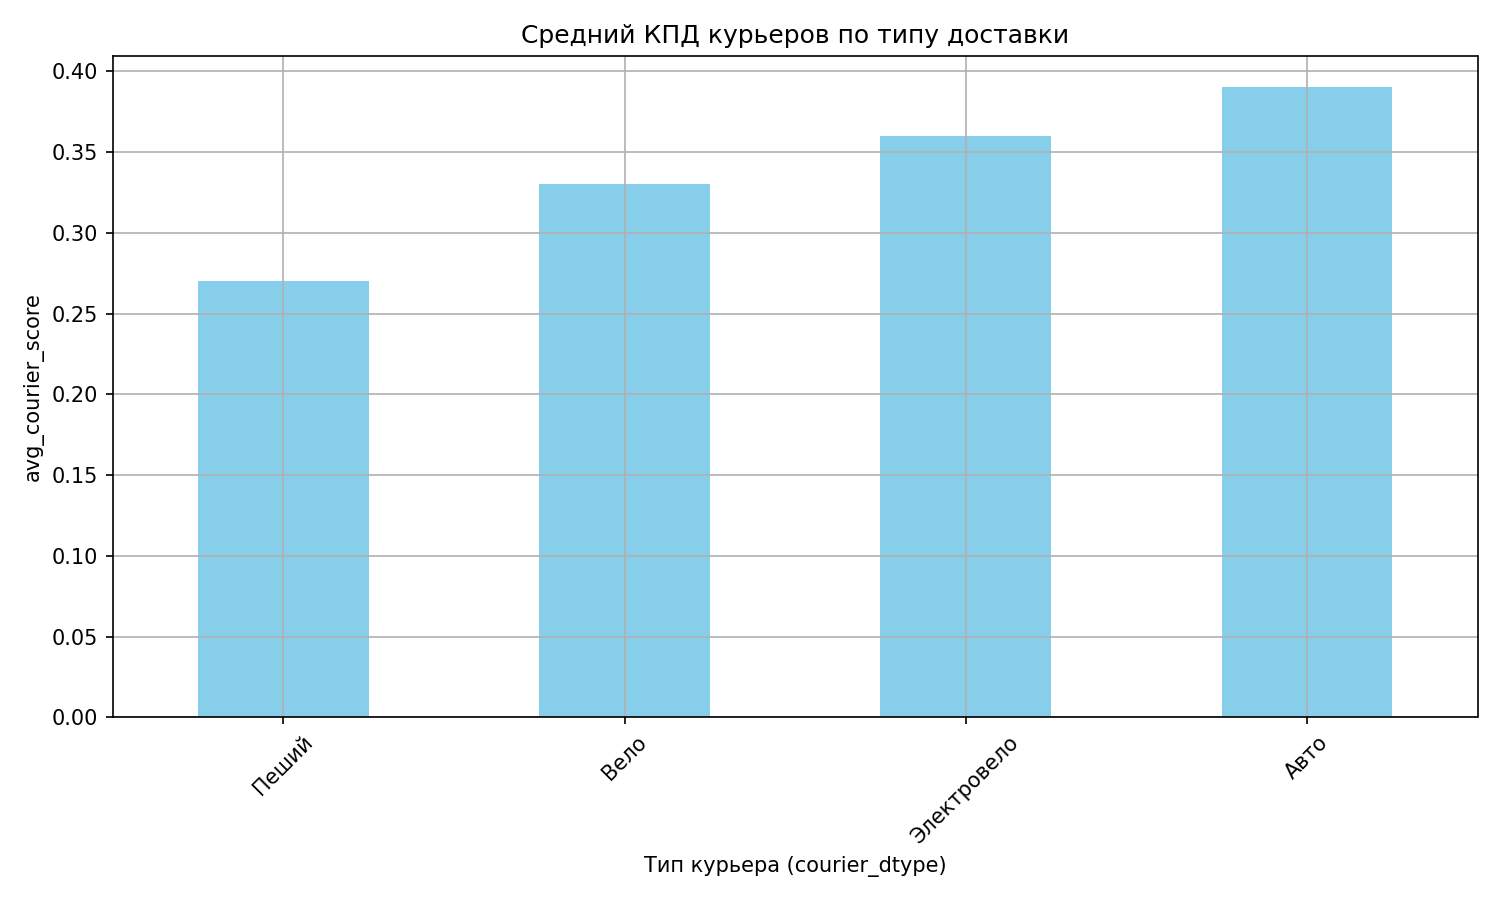 Средний КПД курьеров по типу доставки
avg_courier_score
0.40
0.35
0.30
0.25
0.20
0.15
0.10
0.05
0.00
Пеший
Вело
Электровело
Авто
Тип курьера (courier_dtype)